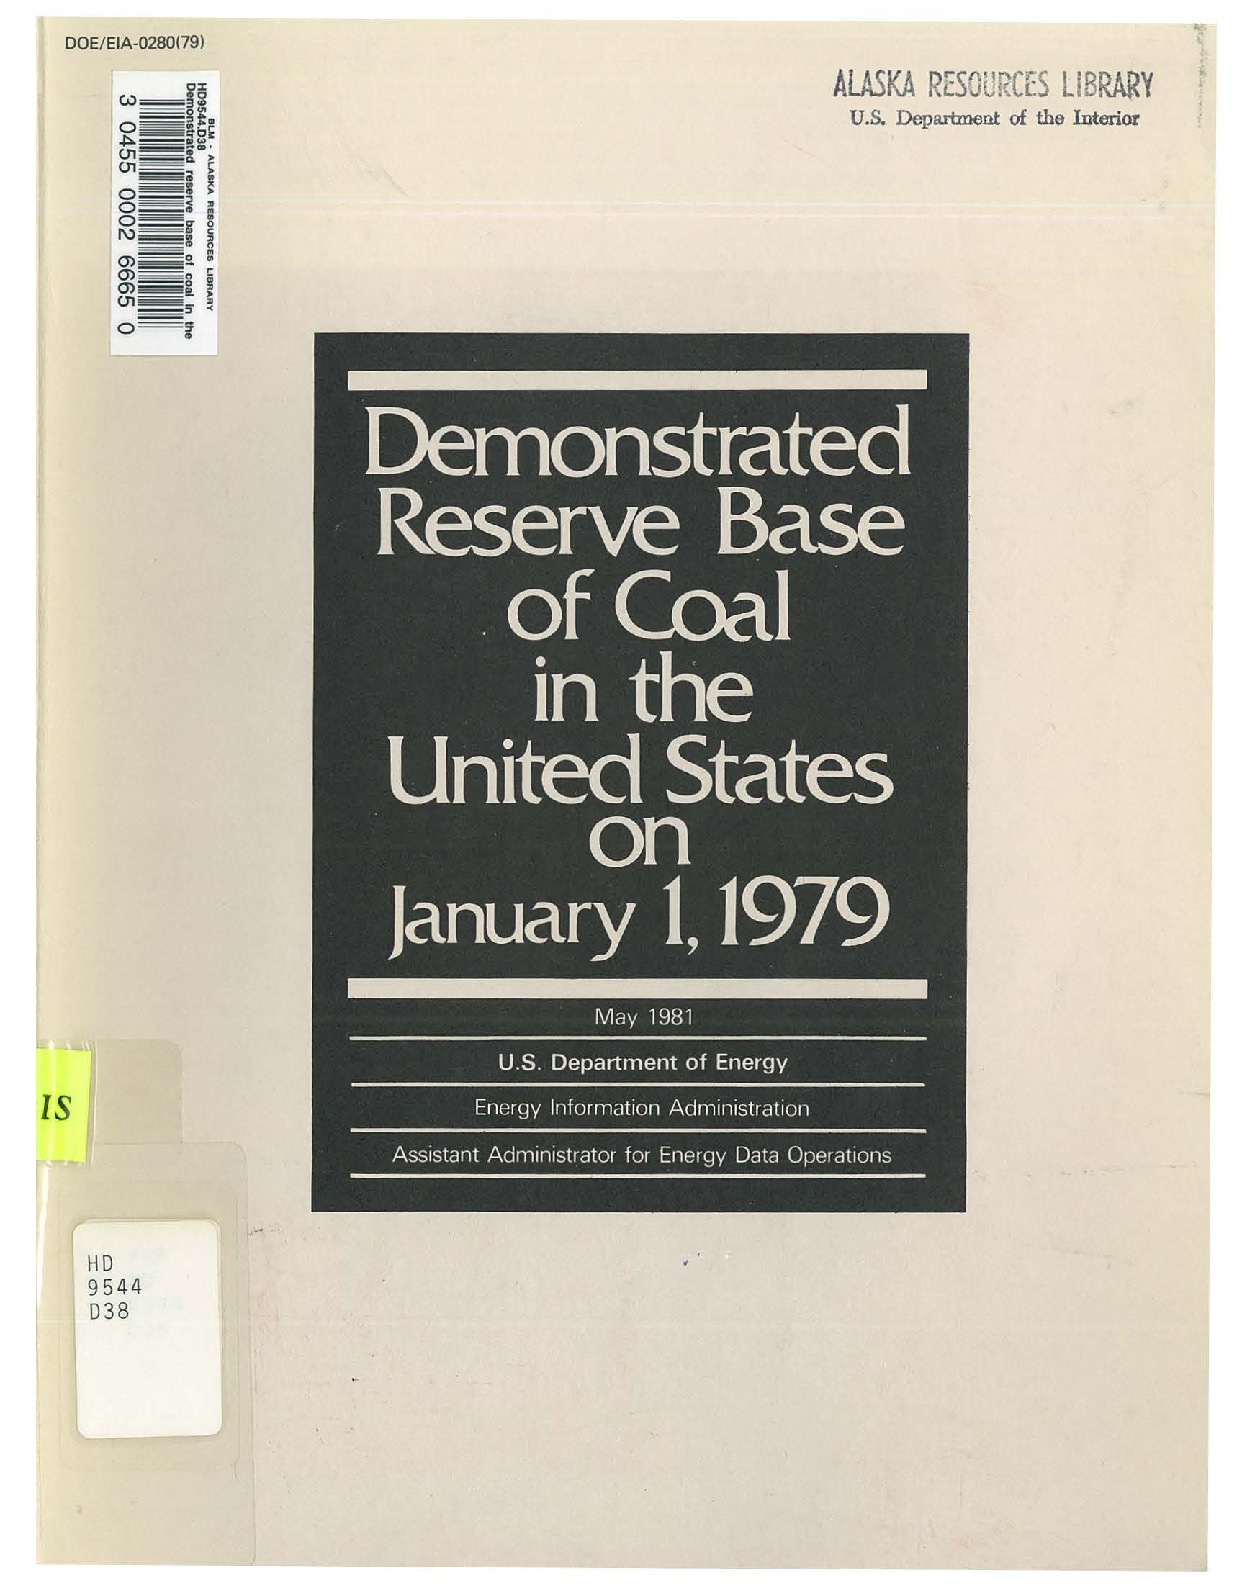 DOE/EIA-0280(79)
ALASKA RESOURCES LIBRARY
U.S. Department of the Interior
BLM - ALASKA RESOURCES LIBRARY
HD9544.D38
Demonstrated reserve base of coal in the
3 0455 0002 6665 0
Demonstrated
Reserve Base
of Coal
in the
United States
on
January 1, 1979
May 1981
U.S. Department of Energy
Energy Information Administration
Assistant Administrator for Energy Data Operations
IS
HD
9544
D38